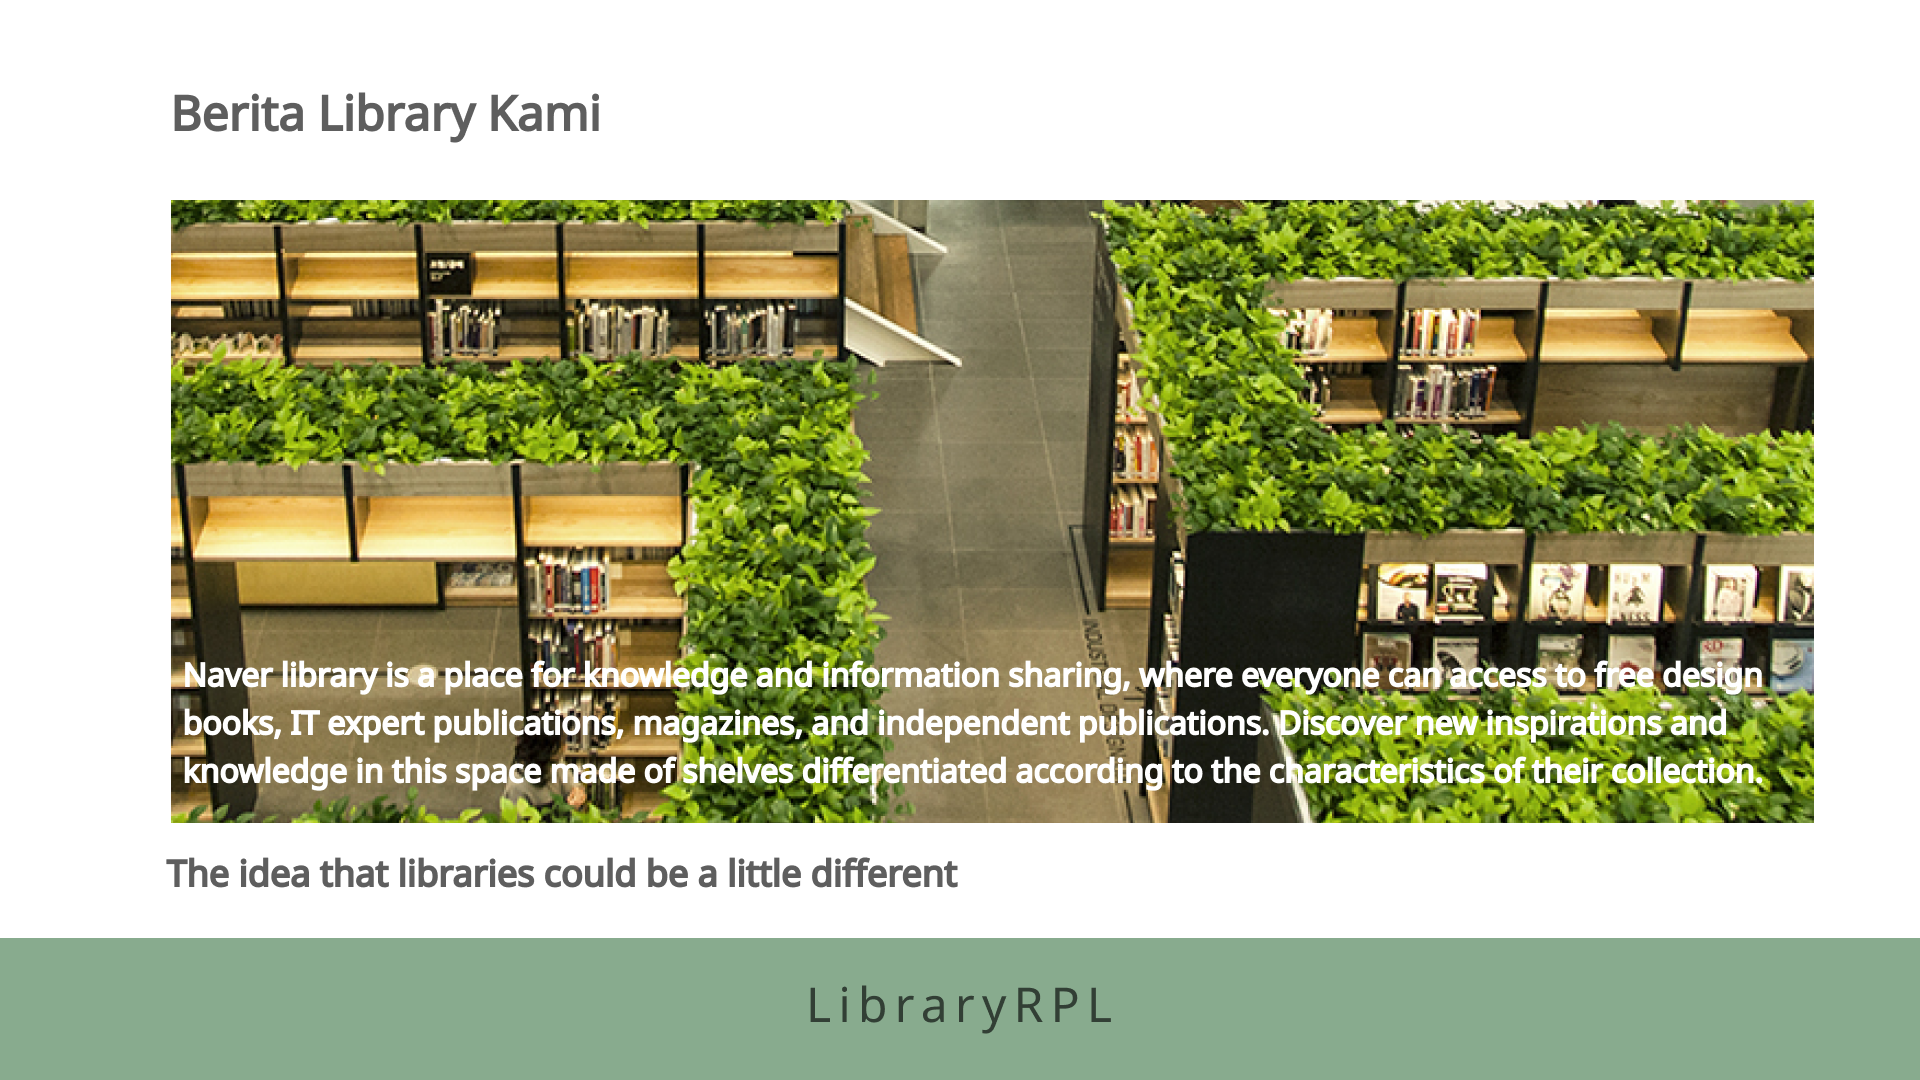 Berita Library Kami
INDUST
DESIGN
Naver library is a place for knowledge and information sharing, where everyone can access to free design
books, IT expert publications, magazines, and independent publications. Discover new inspirations and
knowledge in this space made of shelves differentiated according to the characteristics of their collection.
The idea that libraries could be a little different
LibraryRPL